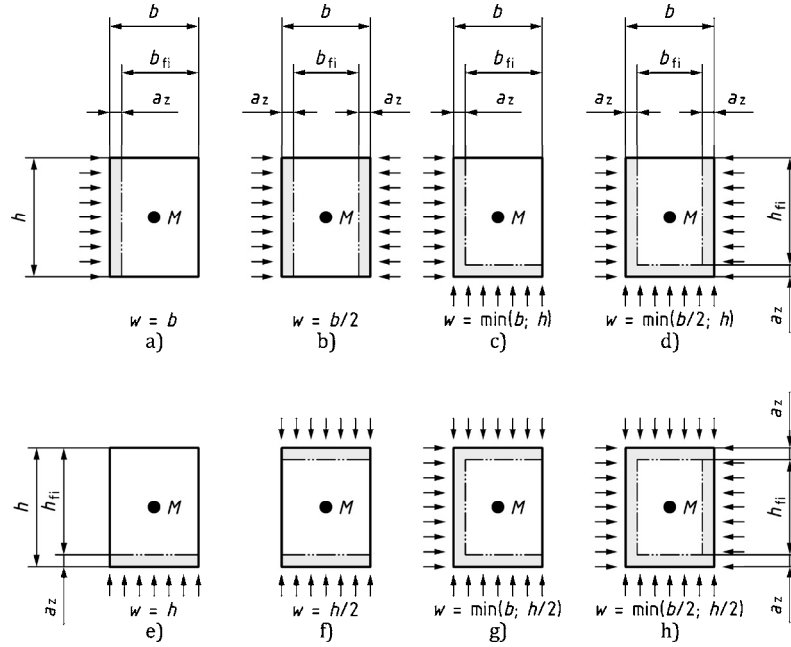 b b b b
b_fi b_fi b_fi b_fi
a_z a_z a_z a_z a_z a_z
h M M M M h_fi
w = b w = b/2 w = min(b; h) w = min(b/2; h)
a) b) c) d)
a_z
a_z
h h_fi M M M M h_fi
a_z w = h w = h/2 w = min(b; h/2) w = min(b/2; h/2) a_z
e) f) g) h)